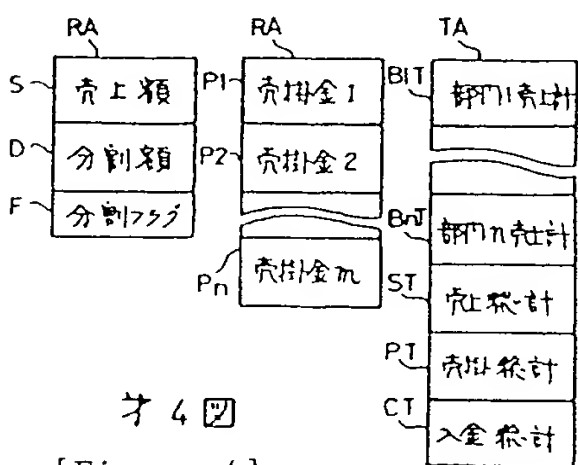 RA
S 売上額
D 分割額
F 分割フラグ
RA
P1 売掛金1
P2 売掛金2
Pn 売掛金m
TA
B1T 部門1売上計
BnT 部門n売上計
ST 売上総計
PT 売掛総計
CT 入金総計
才4図